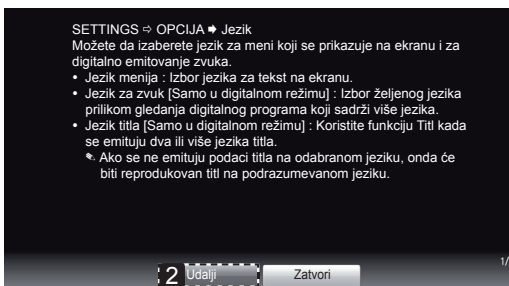 SETTINGS ⇨ OPCIJA ➧ Jezik
Možete da izaberete jezik za meni koji se prikazuje na ekranu i za
digitalno emitovanje zvuka.
• Jezik menija : Izbor jezika za tekst na ekranu.
• Jezik za zvuk [Samo u digitalnom režimu] : Izbor željenog jezika
prilikom gledanja digitalnog programa koji sadrži više jezika.
• Jezik titla [Samo u digitalnom režimu] : Koristite funkciju Titl kada
se emituju dva ili više jezika titla.
✎ Ako se ne emituju podaci titla na odabranom jeziku, onda će
biti reprodukovan titl na podrazumevanom jeziku.
1/
2 Udalji
Zatvori